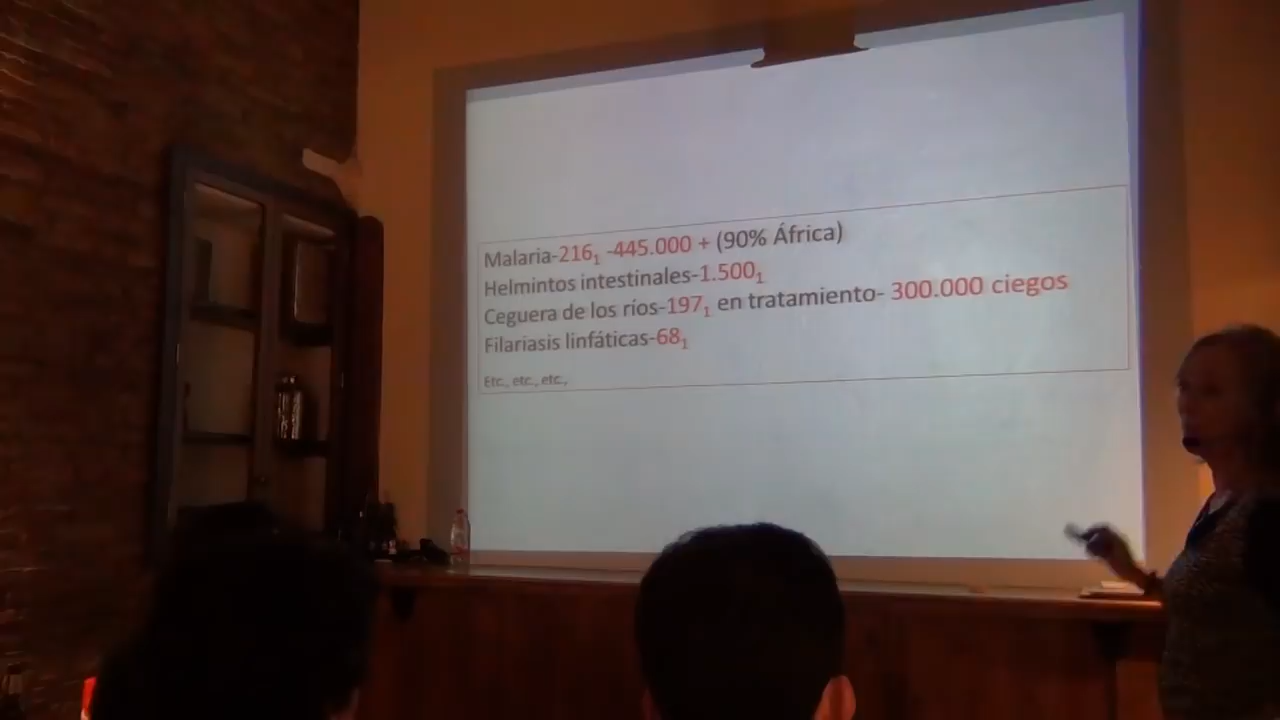 Malaria-216₁ -445.000 + (90% África)
Helmintos intestinales-1.500₁
Ceguera de los ríos-197₁ en tratamiento- 300.000 ciegos
Filariasis linfáticas-68₁
Etc., etc., etc.,